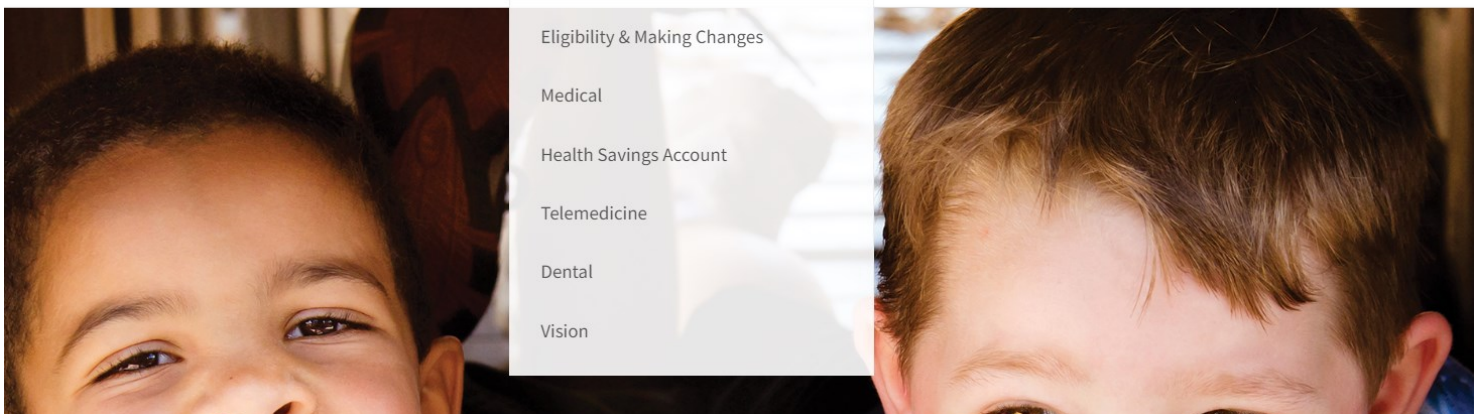 Eligibility & Making Changes
Medical
Health Savings Account
Telemedicine
Dental
Vision